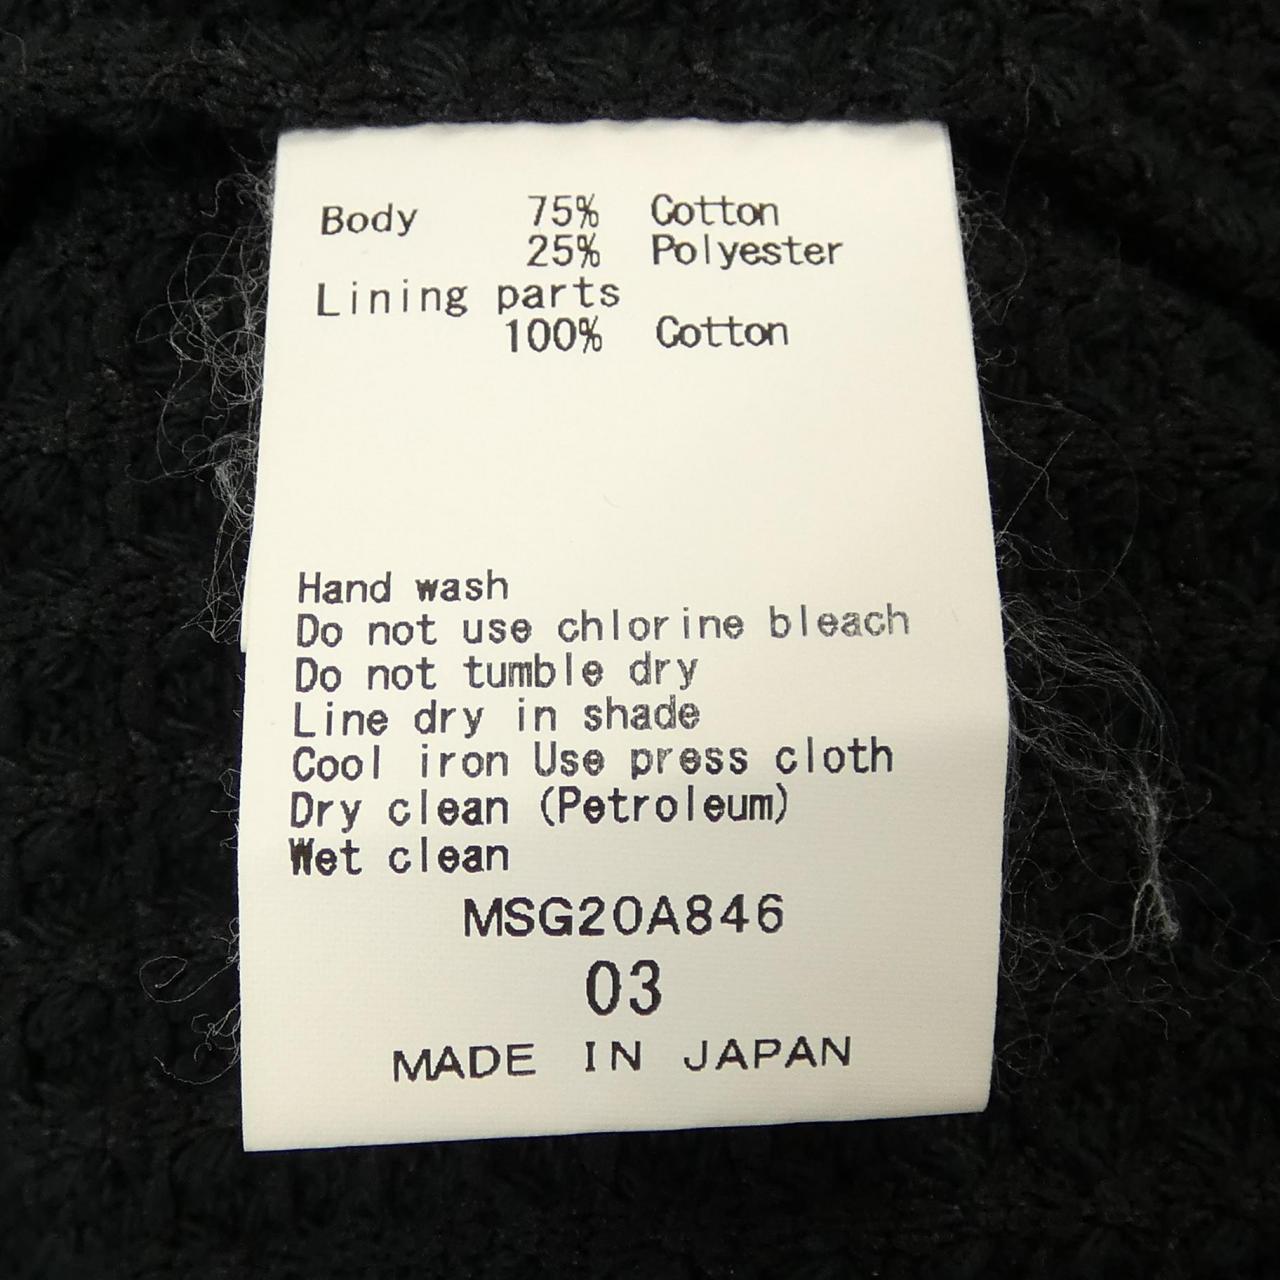 Body 75% Cotton
25% Polyester
Lining parts
100% Cotton
Hand wash
Do not use chlorine bleach
Do not tumble dry
Line dry in shade
Cool iron Use press cloth
Dry clean (Petroleum)
Wet clean
MSG20A846
03
MADE IN JAPAN